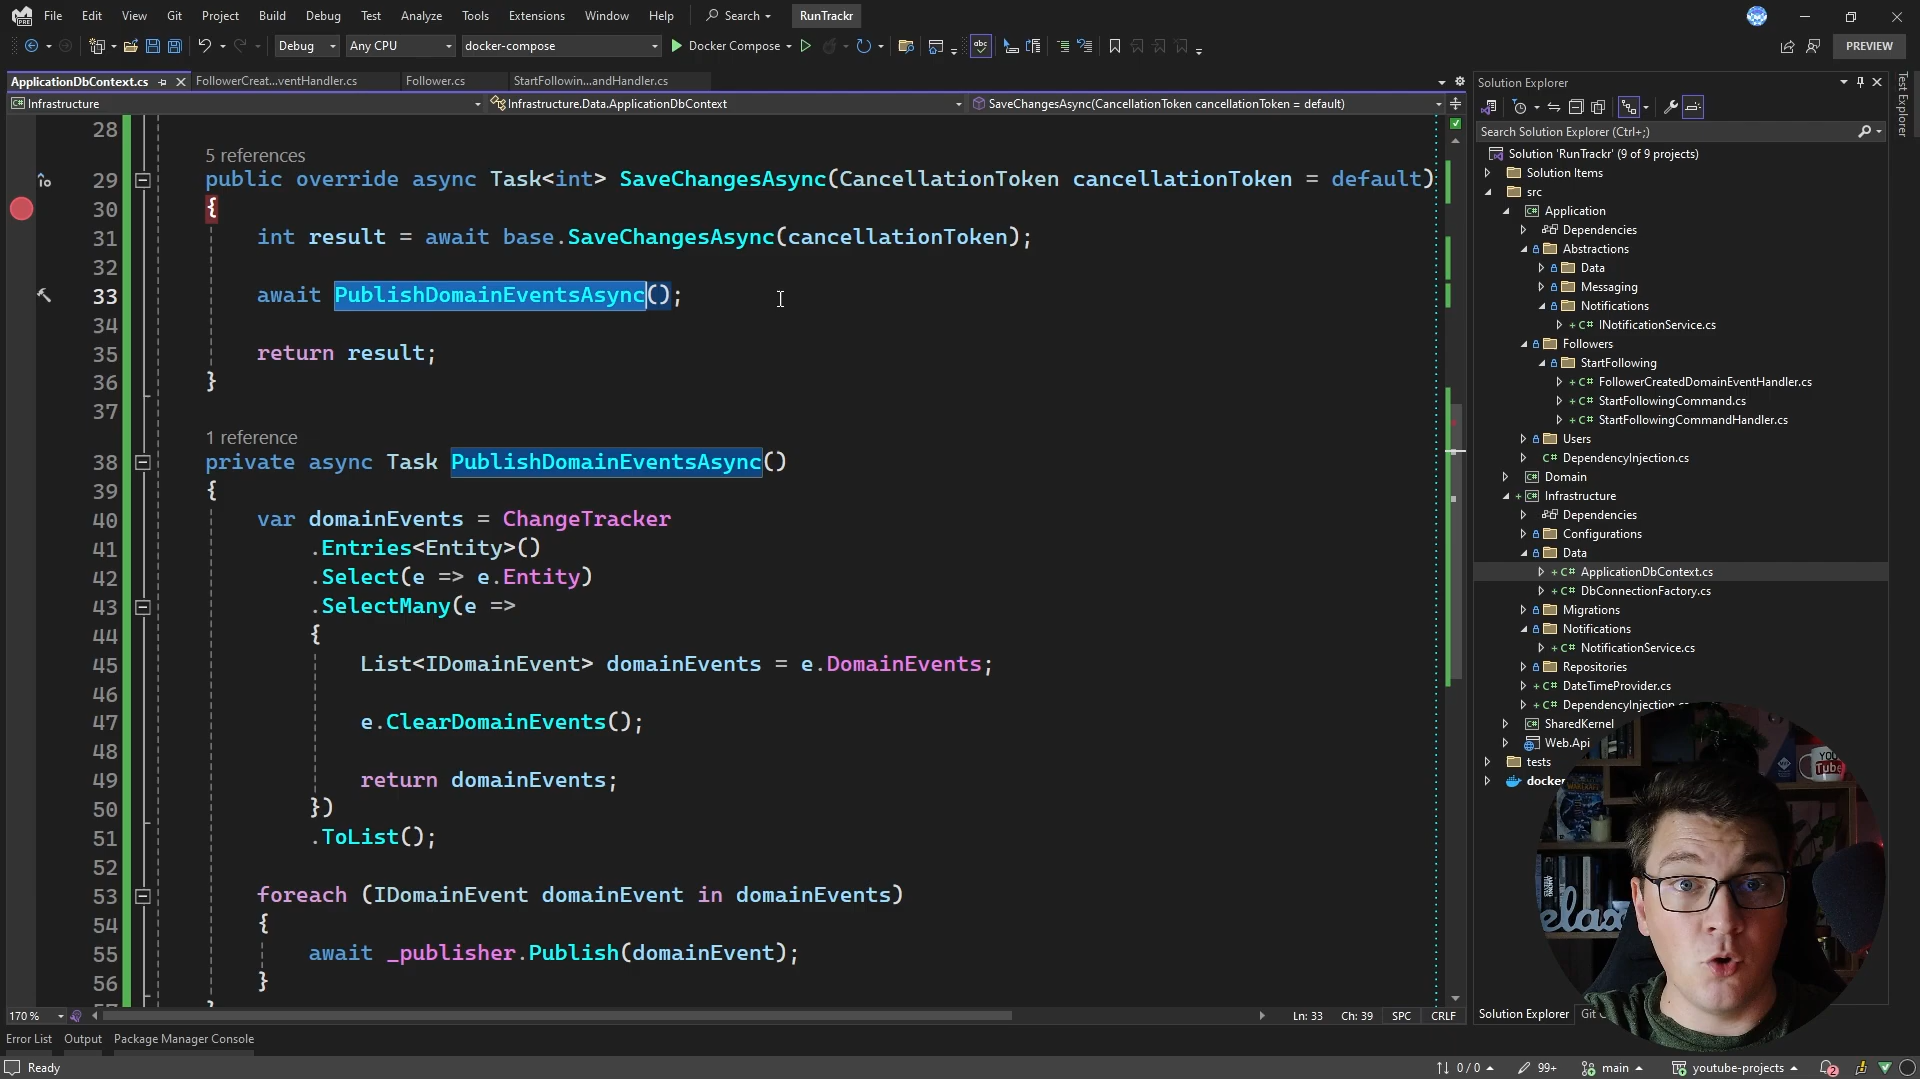 File Edit View Git Project Build Debug Test Analyze Tools Extensions Window Help Search RunTrackr
Debug Any CPU docker-compose Docker Compose PREVIEW
ApplicationDbContext.cs FollowerCreat...ventHandler.cs Follower.cs StartFollowin...andHandler.cs
Infrastructure Infrastructure.Data.ApplicationDbContext SaveChangesAsync(CancellationToken cancellationToken = default)
28
5 references
29 public override async Task<int> SaveChangesAsync(CancellationToken cancellationToken = default)
30 {
31 int result = await base.SaveChangesAsync(cancellationToken);
32
33 await PublishDomainEventsAsync();
34
35 return result;
36 }
37
1 reference
38 private async Task PublishDomainEventsAsync()
39 {
40 var domainEvents = ChangeTracker
41 .Entries<Entity>()
42 .Select(e => e.Entity)
43 .SelectMany(e =>
44 {
45 List<IDomainEvent> domainEvents = e.DomainEvents;
46
47 e.ClearDomainEvents();
48
49 return domainEvents;
50 })
51 .ToList();
52
53 foreach (IDomainEvent domainEvent in domainEvents)
54 {
55 await _publisher.Publish(domainEvent);
56 }
170 % Ln: 33 Ch: 39 SPC CRLF
Solution Explorer
Search Solution Explorer (Ctrl+;)
Solution 'RunTrackr' (9 of 9 projects)
Solution Items
src
Application
Dependencies
Abstractions
Data
Messaging
Notifications
INotificationService.cs
Followers
StartFollowing
FollowerCreatedDomainEventHandler.cs
StartFollowingCommand.cs
StartFollowingCommandHandler.cs
Users
DependencyInjection.cs
Domain
Infrastructure
Dependencies
Configurations
Data
ApplicationDbContext.cs
DbConnectionFactory.cs
Migrations
Notifications
NotificationService.cs
Repositories
DateTimeProvider.cs
DependencyInjection.c
SharedKernel
Web.Api
tests
docker
Solution Explorer Git C
Test Explorer
YOU
Tube
elax
Error List Output Package Manager Console
Ready 0 / 0 99+ main youtube-projects 2